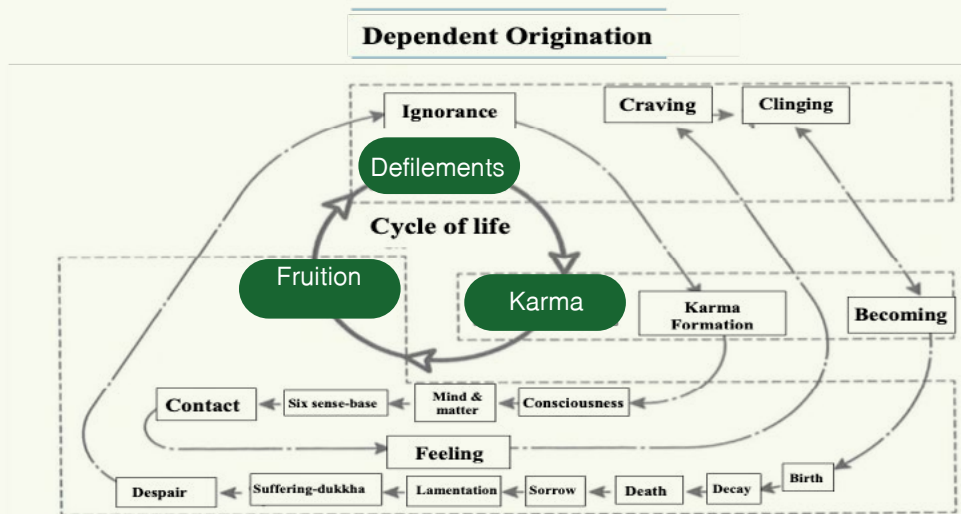 Dependent Origination
Ignorance
Craving
Clinging
Defilements
Cycle of life
Fruition
Karma
Karma
Formation
Becoming
Contact
Six sense-base
Mind &
matter
Consciousness
Feeling
Despair
Suffering-dukkha
Lamentation
Sorrow
Death
Decay
Birth